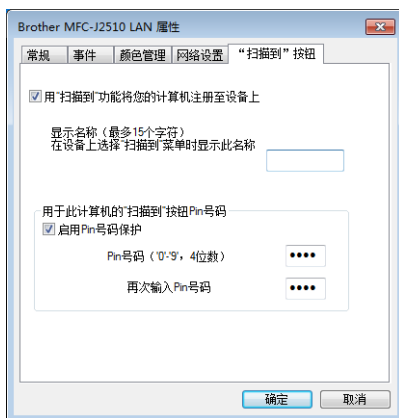 Brother MFC-J2510 LAN 属性
常规 事件 颜色管理 网络设置 “扫描到”按钮
用"扫描到"功能将您的计算机注册至设备上
显示名称（最多15个字符）
在设备上选择"扫描到"菜单时显示此名称
用于此计算机的"扫描到"按钮Pin号码
启用Pin号码保护
Pin号码（'0'-'9'，4位数） ••••
再次输入Pin号码 ••••
确定 取消